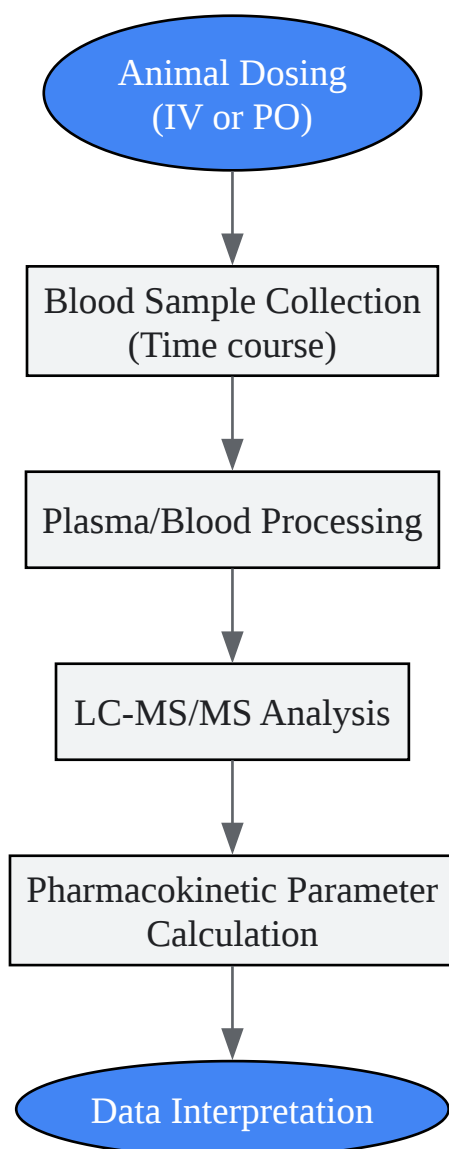 Animal Dosing
(IV or PO)
Blood Sample Collection
(Time course)
Plasma/Blood Processing
LC-MS/MS Analysis
Pharmacokinetic Parameter
Calculation
Data Interpretation